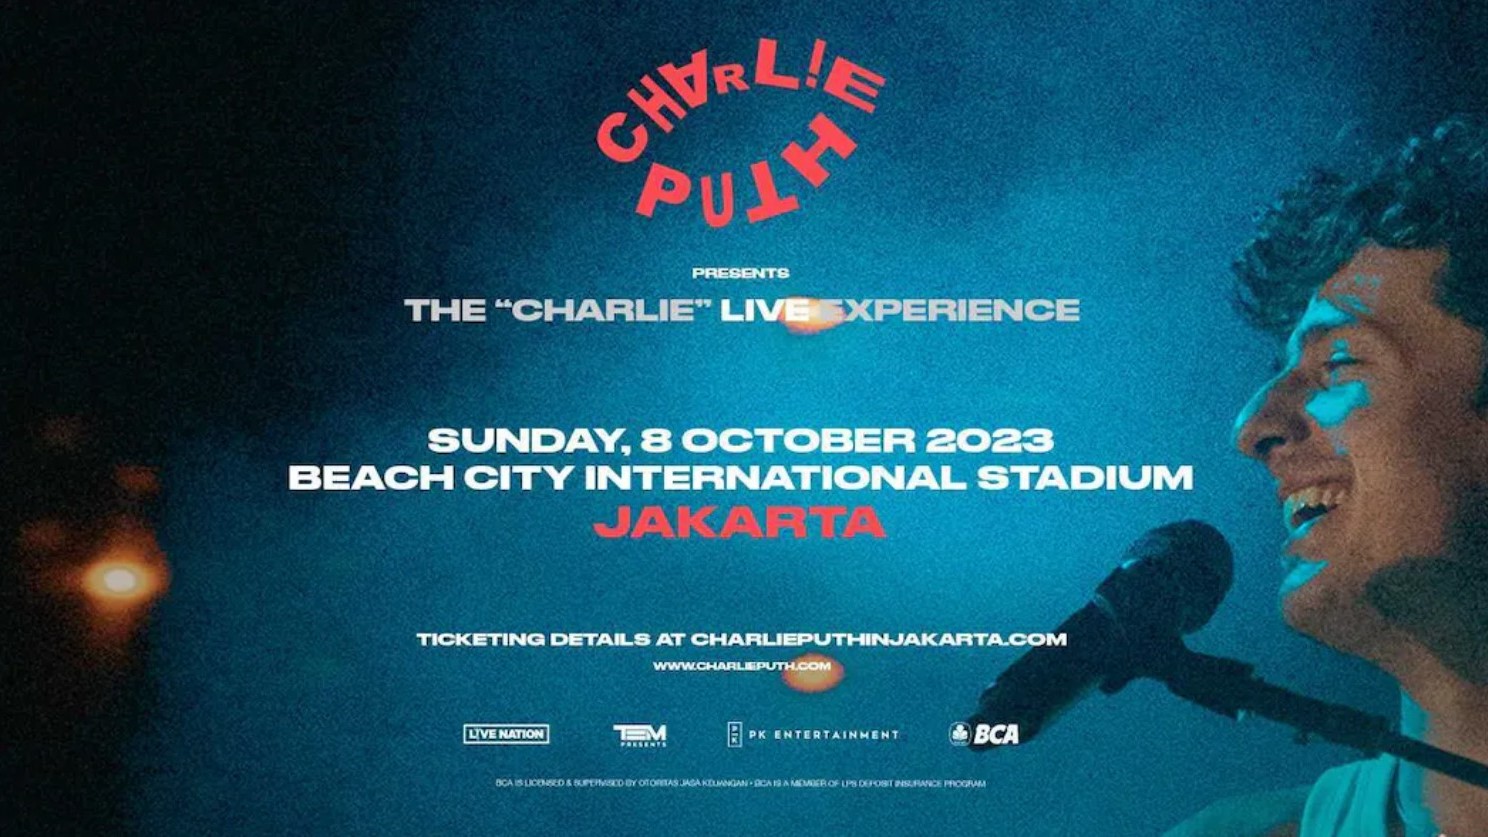 CHARL!E
PUTH
PRESENTS
THE “CHARLIE” LIVE EXPERIENCE
SUNDAY, 8 OCTOBER 2023
BEACH CITY INTERNATIONAL STADIUM
JAKARTA
TICKETING DETAILS AT CHARLIEPUTHINJAKARTA.COM
WWW.CHARLIEPUTH.COM
LIVE NATION TEM PRESENTS PK PK ENTERTAINMENT BCA
BCA IS LICENSED & SUPERVISED BY OTORITAS JASA KEUANGAN • BCA IS A MEMBER OF LPS DEPOSIT INSURANCE PROGRAM